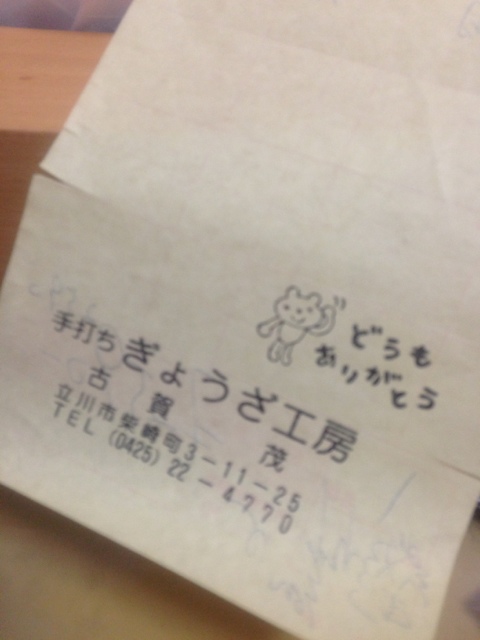 どうも
ありがとう
手打ち ぎょうざ工房
古賀 茂
立川市柴崎町3-11-25
TEL (0425) 22-4770